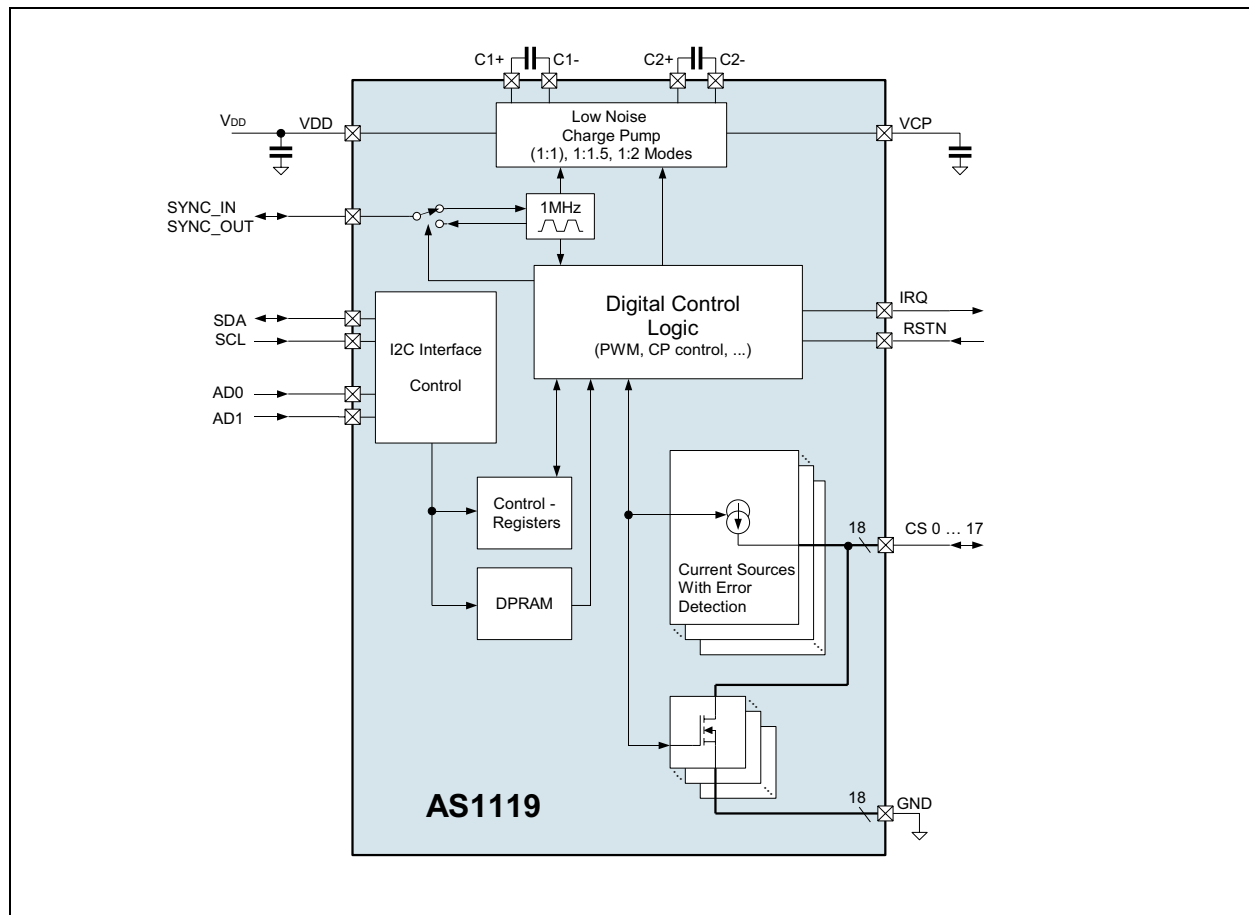 C1+ C1- C2+ C2-
Low Noise
Charge Pump
(1:1), 1:1.5, 1:2 Modes
VDD VDD
VCP
SYNC_IN
SYNC_OUT
1MHz
Digital Control
Logic
(PWM, CP control, ...)
IRQ
RSTN
SDA
SCL
AD0
AD1
I2C Interface
Control
Control -
Registers
DPRAM
Current Sources
With Error
Detection
18
CS 0 ... 17
18
GND
AS1119